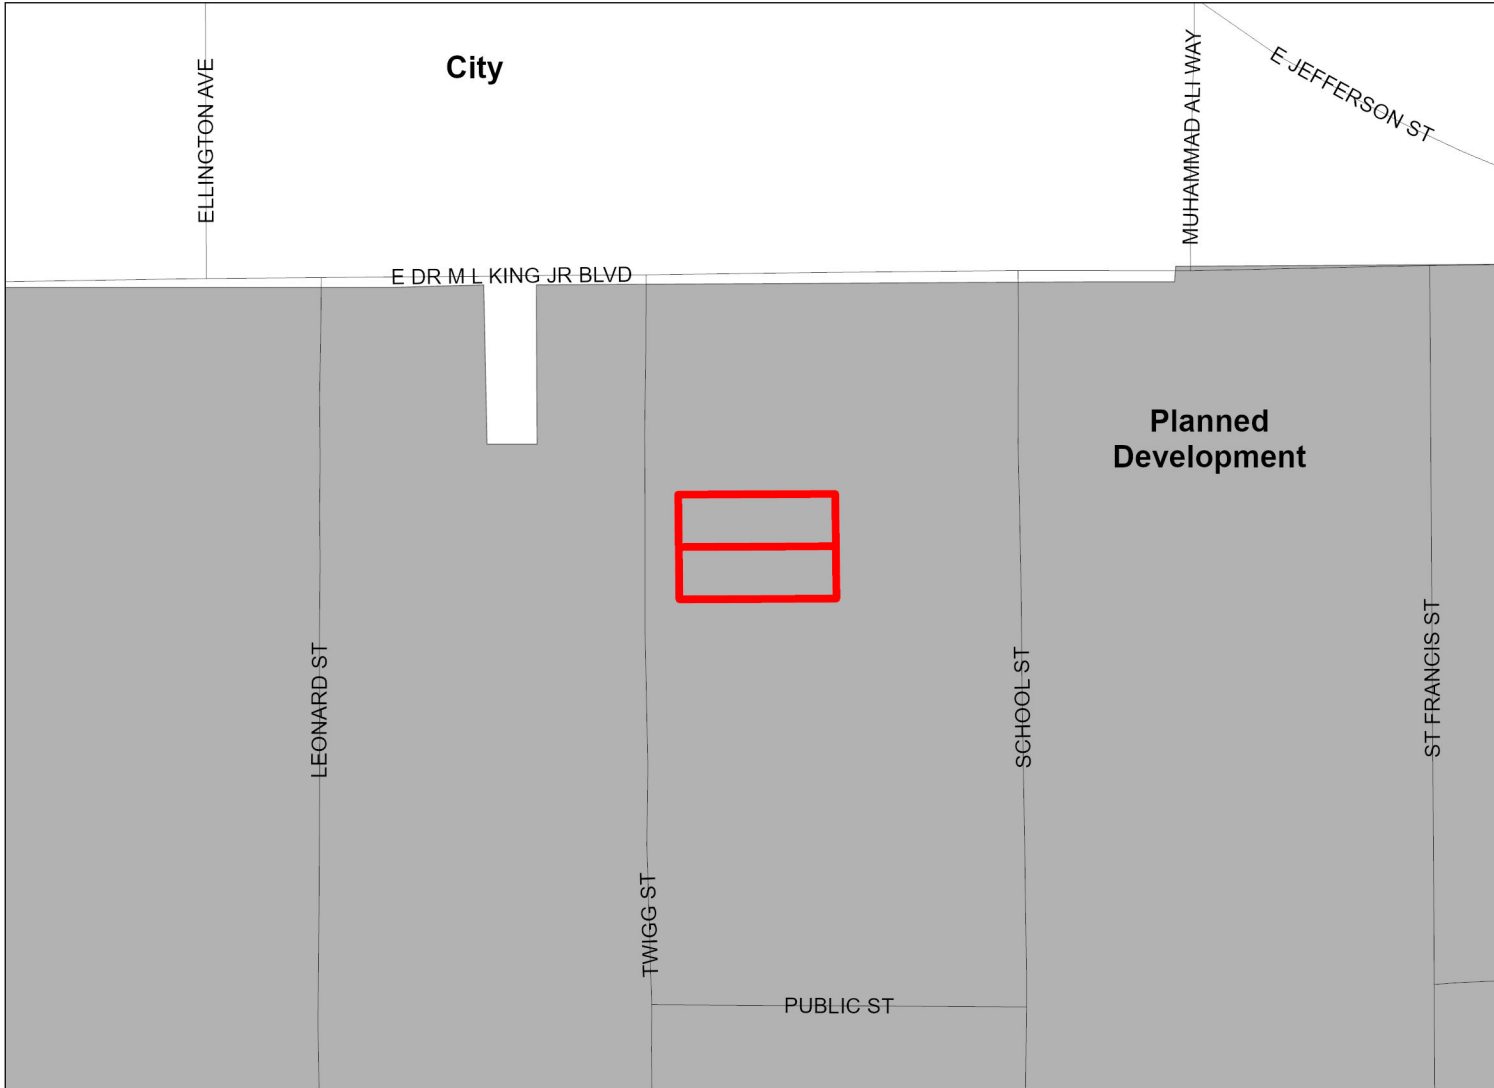 City
ELLINGTON AVE
MUHAMMAD ALI WAY
E JEFFERSON ST
E DR M L KING JR BLVD
Planned
Development
LEONARD ST
SCHOOL ST
ST FRANCIS ST
TWIGG ST
PUBLIC ST